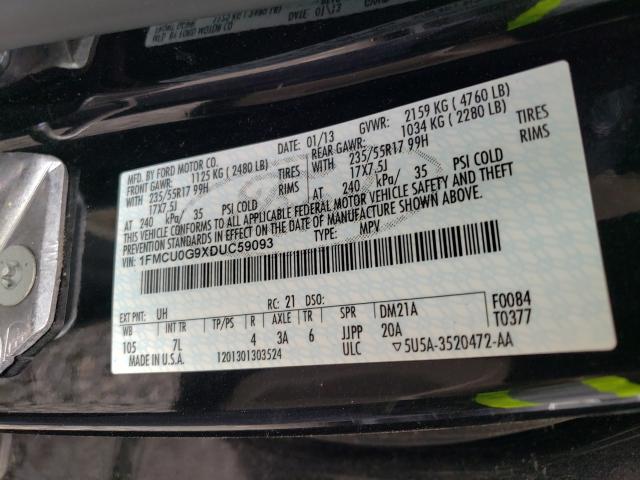 MFD. BY FORD MOTOR CO.
DATE: 01/13 GVWR: 2159 KG ( 4760 LB)
FRONT GAWR: 1125 KG ( 2480 LB) REAR GAWR: 1034 KG ( 2280 LB)
WITH 235/55R17 99H TIRES WITH 235/55R17 99H TIRES
17X7.5J RIMS 17X7.5J RIMS
AT 240 kPa/ 35 PSI COLD AT 240 kPa/ 35 PSI COLD
THIS VEHICLE CONFORMS TO ALL APPLICABLE FEDERAL MOTOR VEHICLE SAFETY AND THEFT
PREVENTION STANDARDS IN EFFECT ON THE DATE OF MANUFACTURE SHOWN ABOVE.
VIN: 1FMCU0G9XDUC59093
TYPE: MPV
EXT PNT: UH RC: 21 DSO: F0084
WB INT TR TP/PS R AXLE TR SPR DM21A T0377
105 7L 4 3A 6 JJPP 20A
MADE IN U.S.A. 1201301303524 ULC 5U5A-3520472-AA